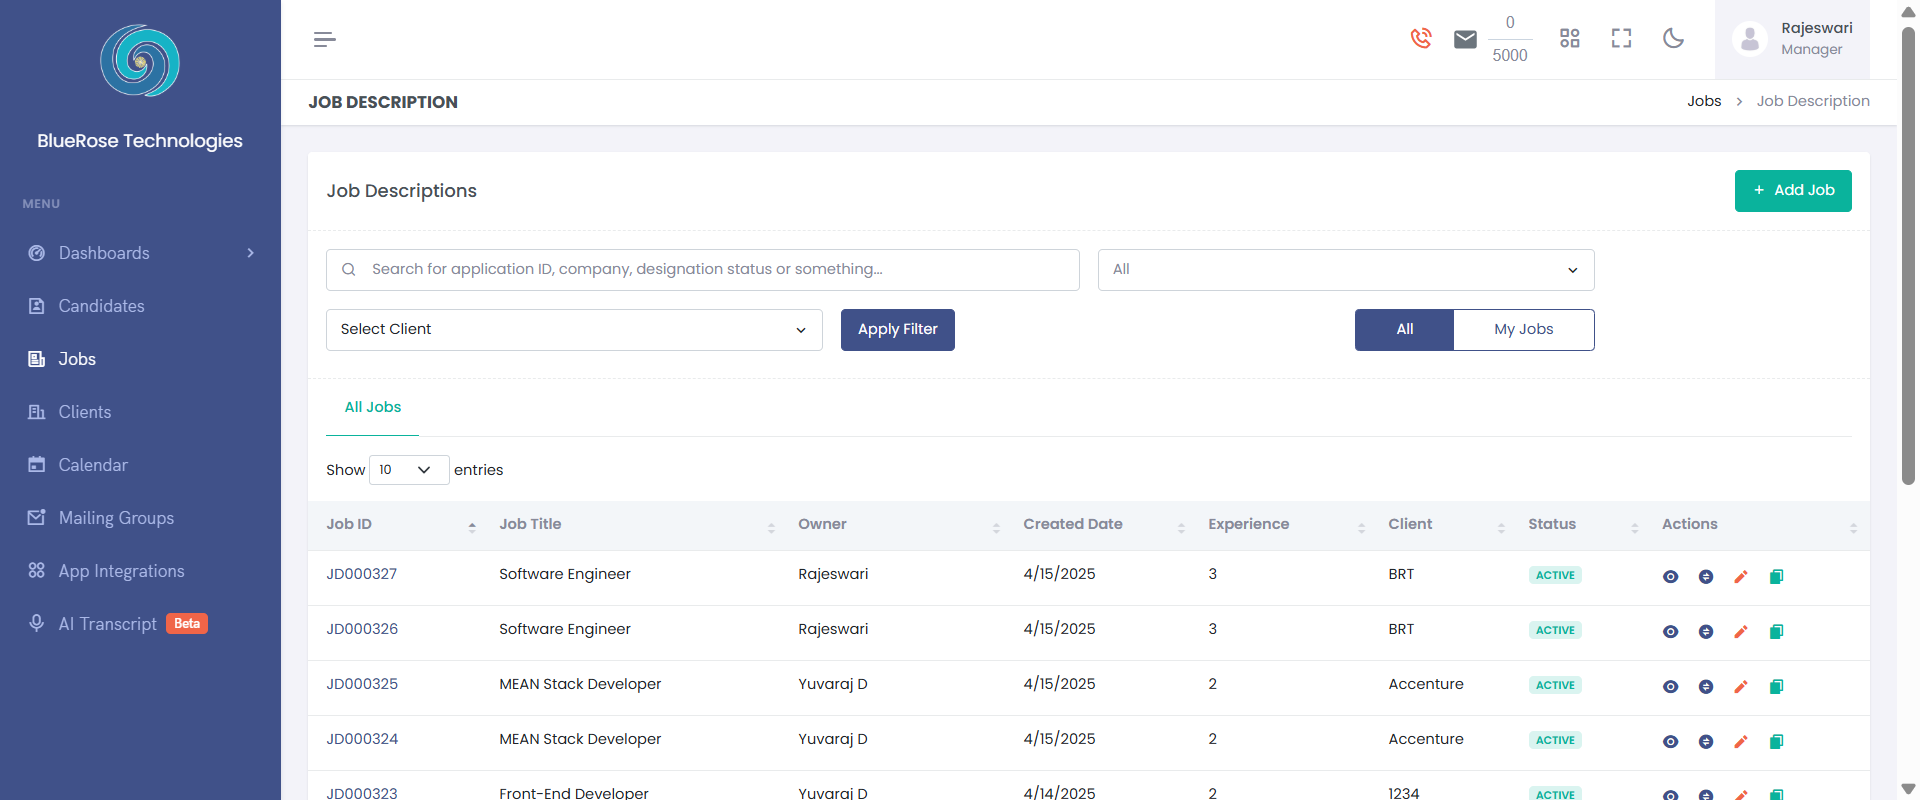 BlueRose Technologies
MENU
Dashboards
Candidates
Jobs
Clients
Calendar
Mailing Groups
App Integrations
AI Transcript Beta
0
5000
Rajeswari
Manager
JOB DESCRIPTION
Jobs > Job Description
Job Descriptions
+ Add Job
Search for application ID, company, designation status or something...
All
Select Client
Apply Filter
All My Jobs
All Jobs
Show 10 entries
Job ID Job Title Owner Created Date Experience Client Status Actions
JD000327 Software Engineer Rajeswari 4/15/2025 3 BRT ACTIVE
JD000326 Software Engineer Rajeswari 4/15/2025 3 BRT ACTIVE
JD000325 MEAN Stack Developer Yuvaraj D 4/15/2025 2 Accenture ACTIVE
JD000324 MEAN Stack Developer Yuvaraj D 4/15/2025 2 Accenture ACTIVE
JD000323 Front-End Developer Yuvaraj D 4/14/2025 2 1234 ACTIVE